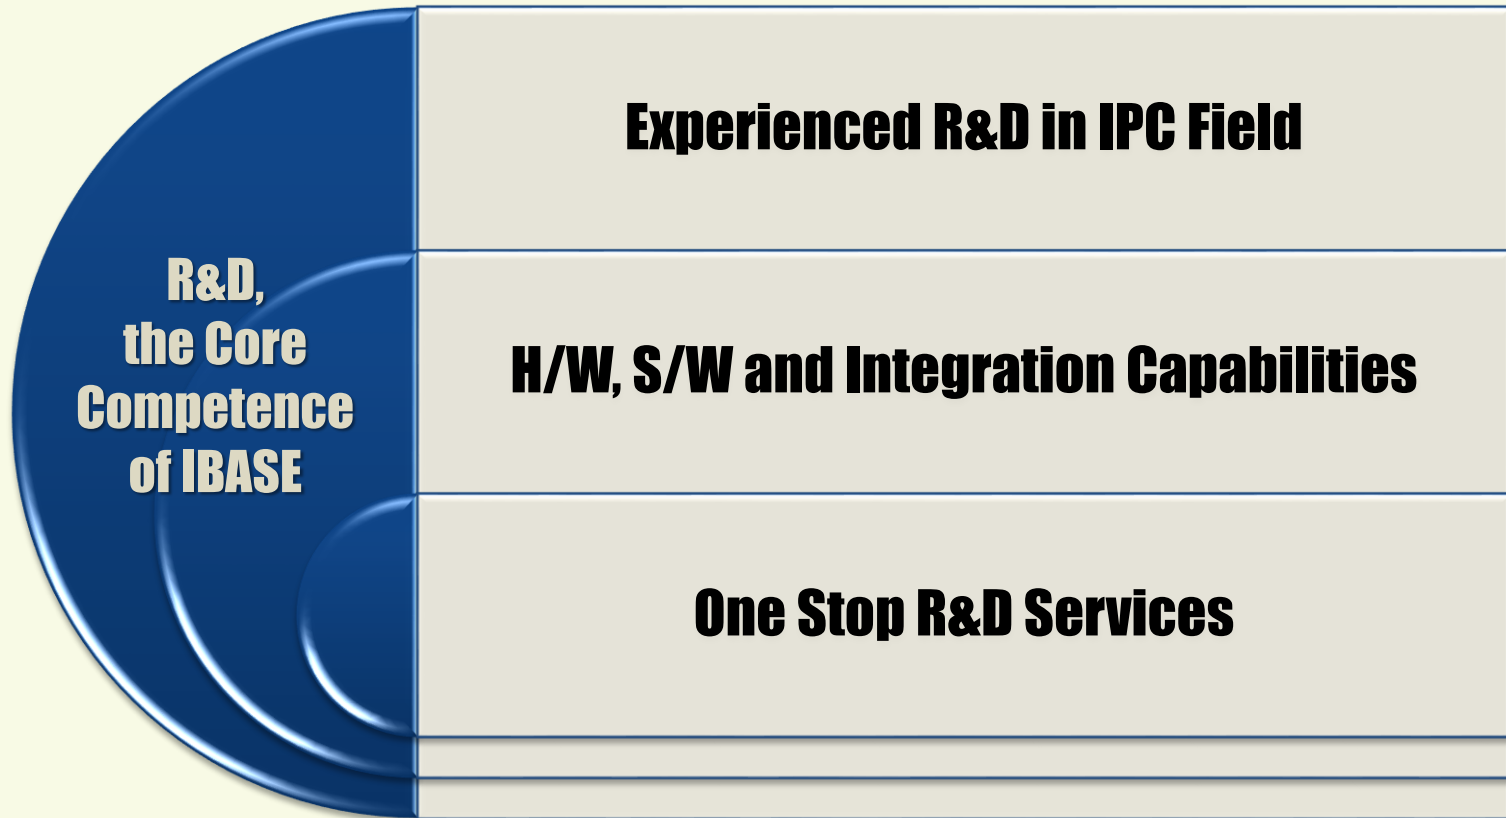 R&D,
the Core
Competence
of IBASE
Experienced R&D in IPC Field
H/W, S/W and Integration Capabilities
One Stop R&D Services